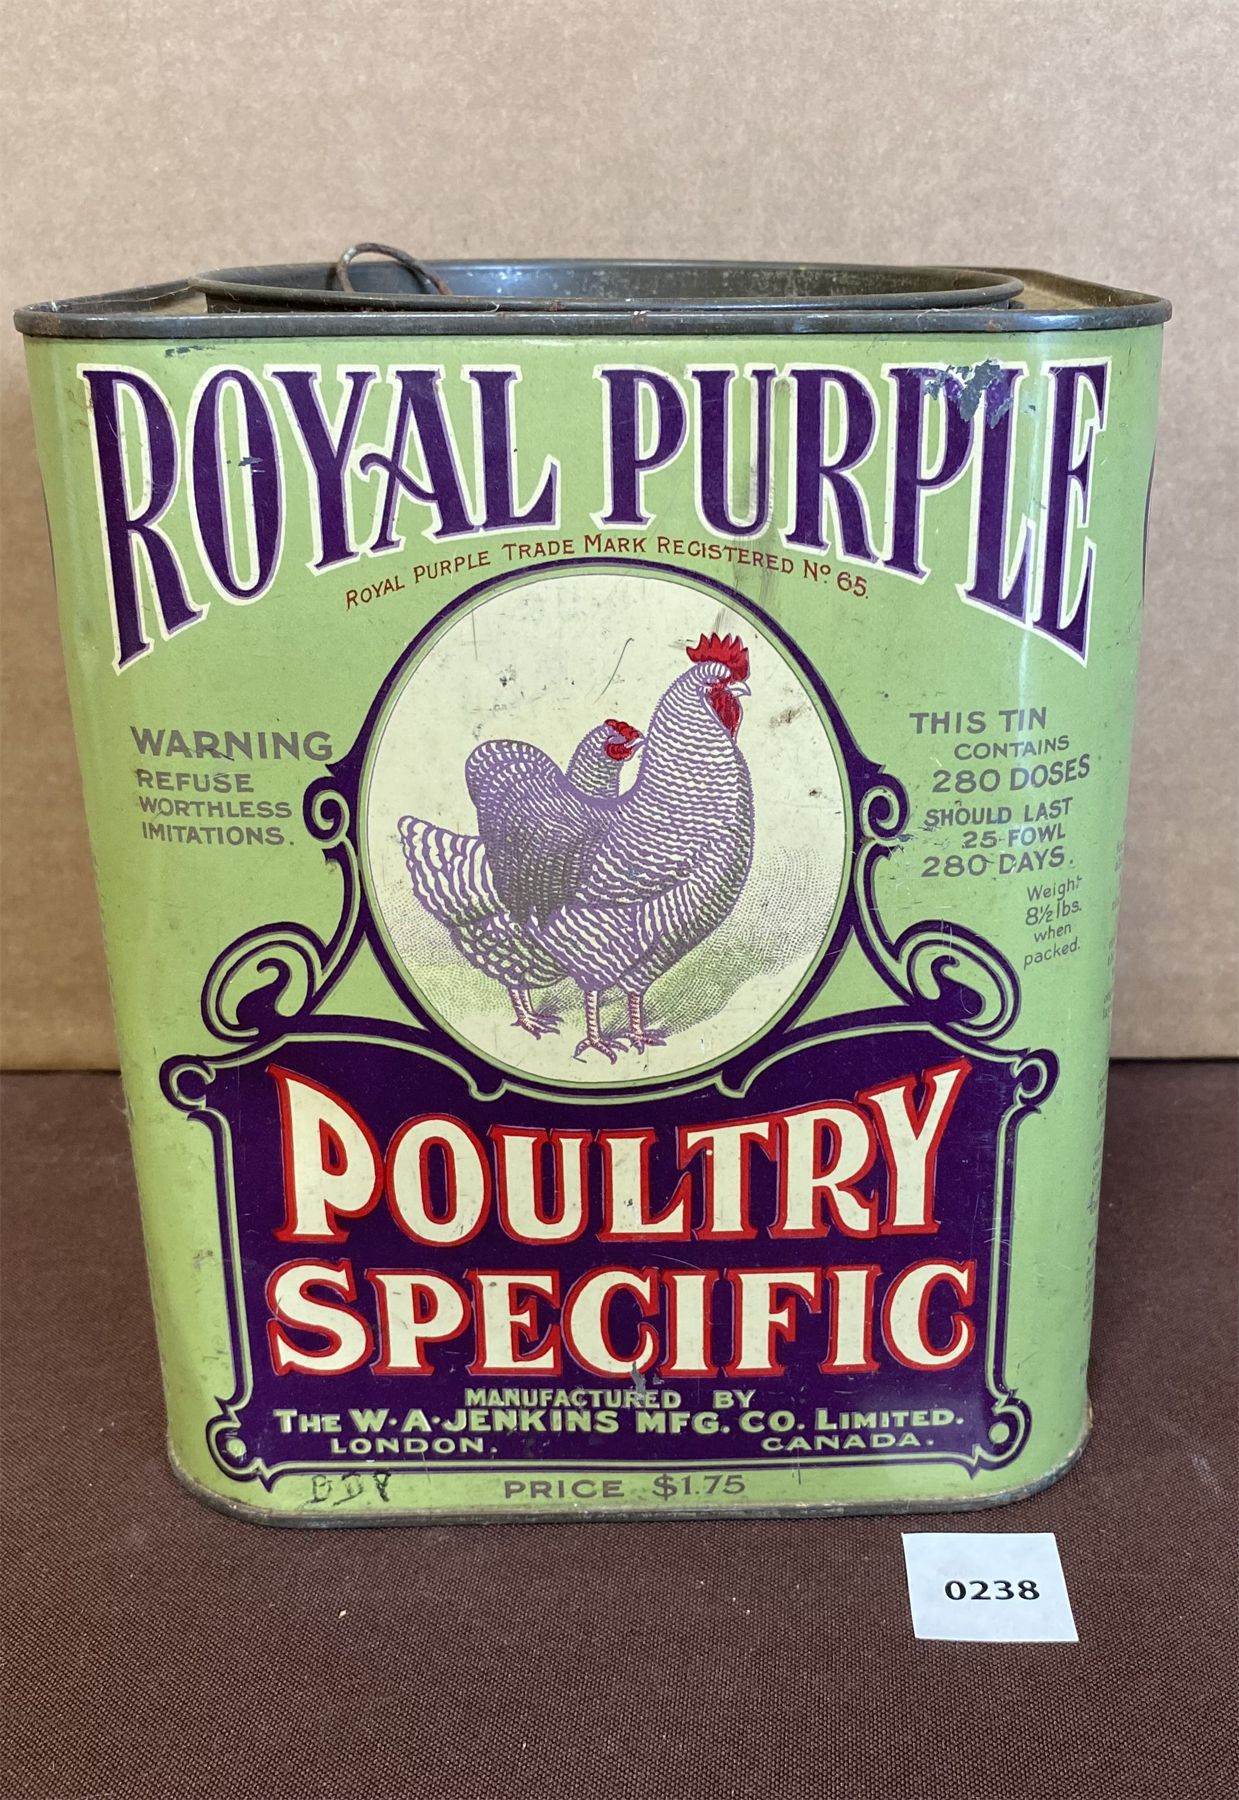 ROYAL PURPLE
ROYAL PURPLE TRADE MARK REGISTERED Nº 65.
WARNING
REFUSE
WORTHLESS
IMITATIONS.
THIS TIN
CONTAINS
280 DOSES
SHOULD LAST
25 FOWL
280 DAYS.
Weight
8½ lbs.
when
packed.
POULTRY
SPECIFIC
MANUFACTURED BY
THE W·A·JENKINS MFG. CO. LIMITED.
LONDON. CANADA.
PRICE $1.75
0238